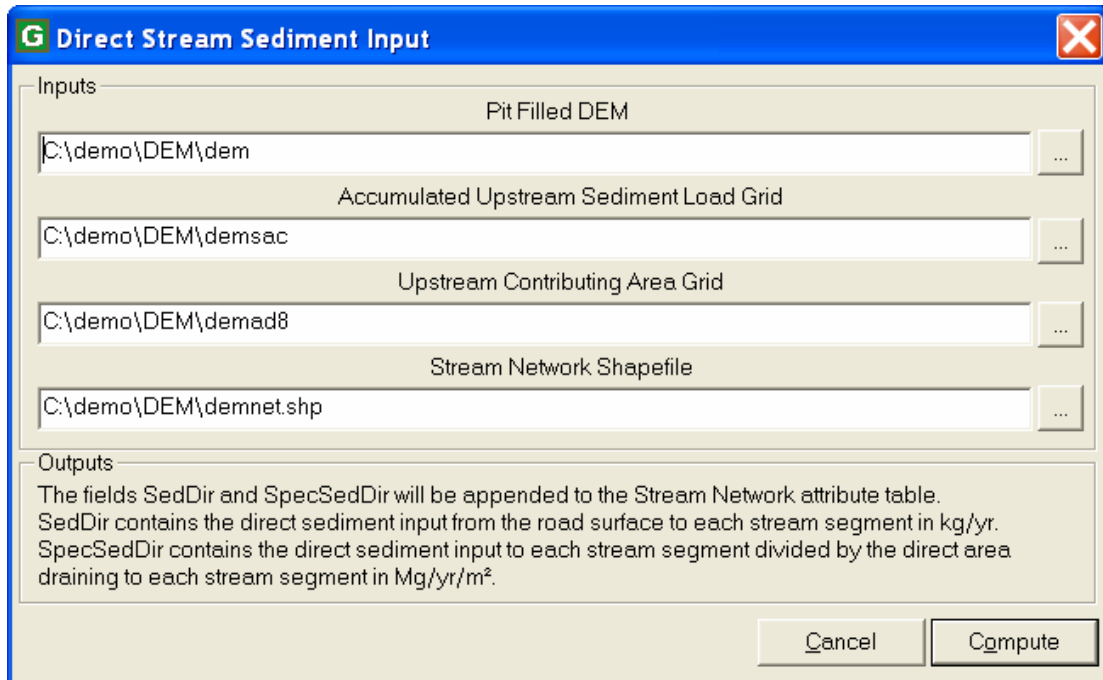 G Direct Stream Sediment Input
Inputs
Pit Filled DEM
C:\demo\DEM\dem
...
Accumulated Upstream Sediment Load Grid
C:\demo\DEM\demsac
...
Upstream Contributing Area Grid
C:\demo\DEM\demad8
...
Stream Network Shapefile
C:\demo\DEM\demnet.shp
...
Outputs
The fields SedDir and SpecSedDir will be appended to the Stream Network attribute table.
SedDir contains the direct sediment input from the road surface to each stream segment in kg/yr.
SpecSedDir contains the direct sediment input to each stream segment divided by the direct area
draining to each stream segment in Mg/yr/m².
Cancel
Compute